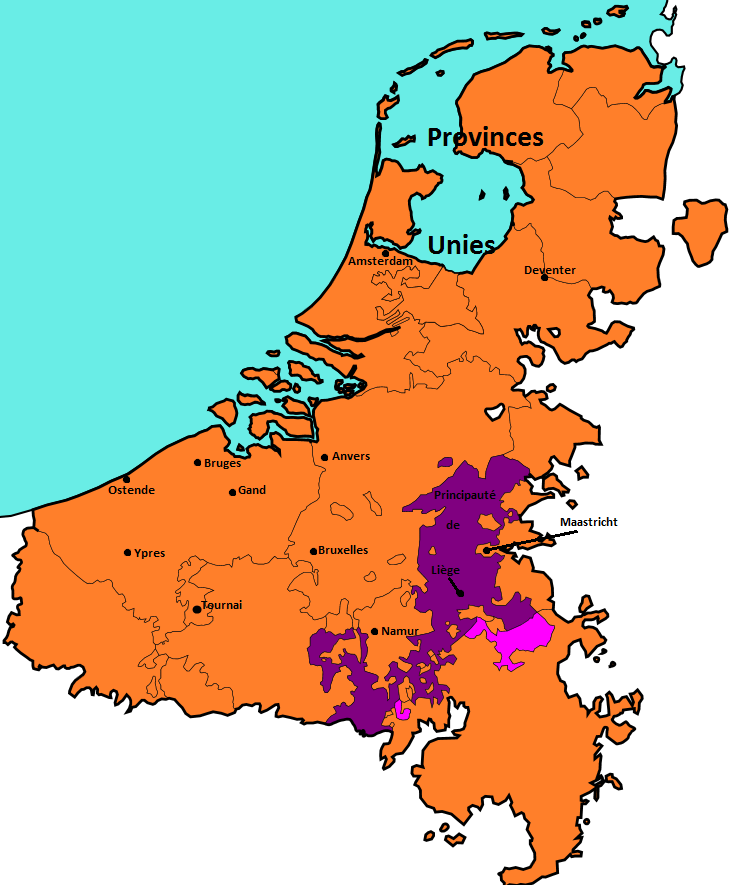 Provinces
Unies
Amsterdam
Deventer
Anvers
Bruges
Ostende
Gand
Principauté
de
Maastricht
Ypres
Bruxelles
Liège
Tournai
Namur